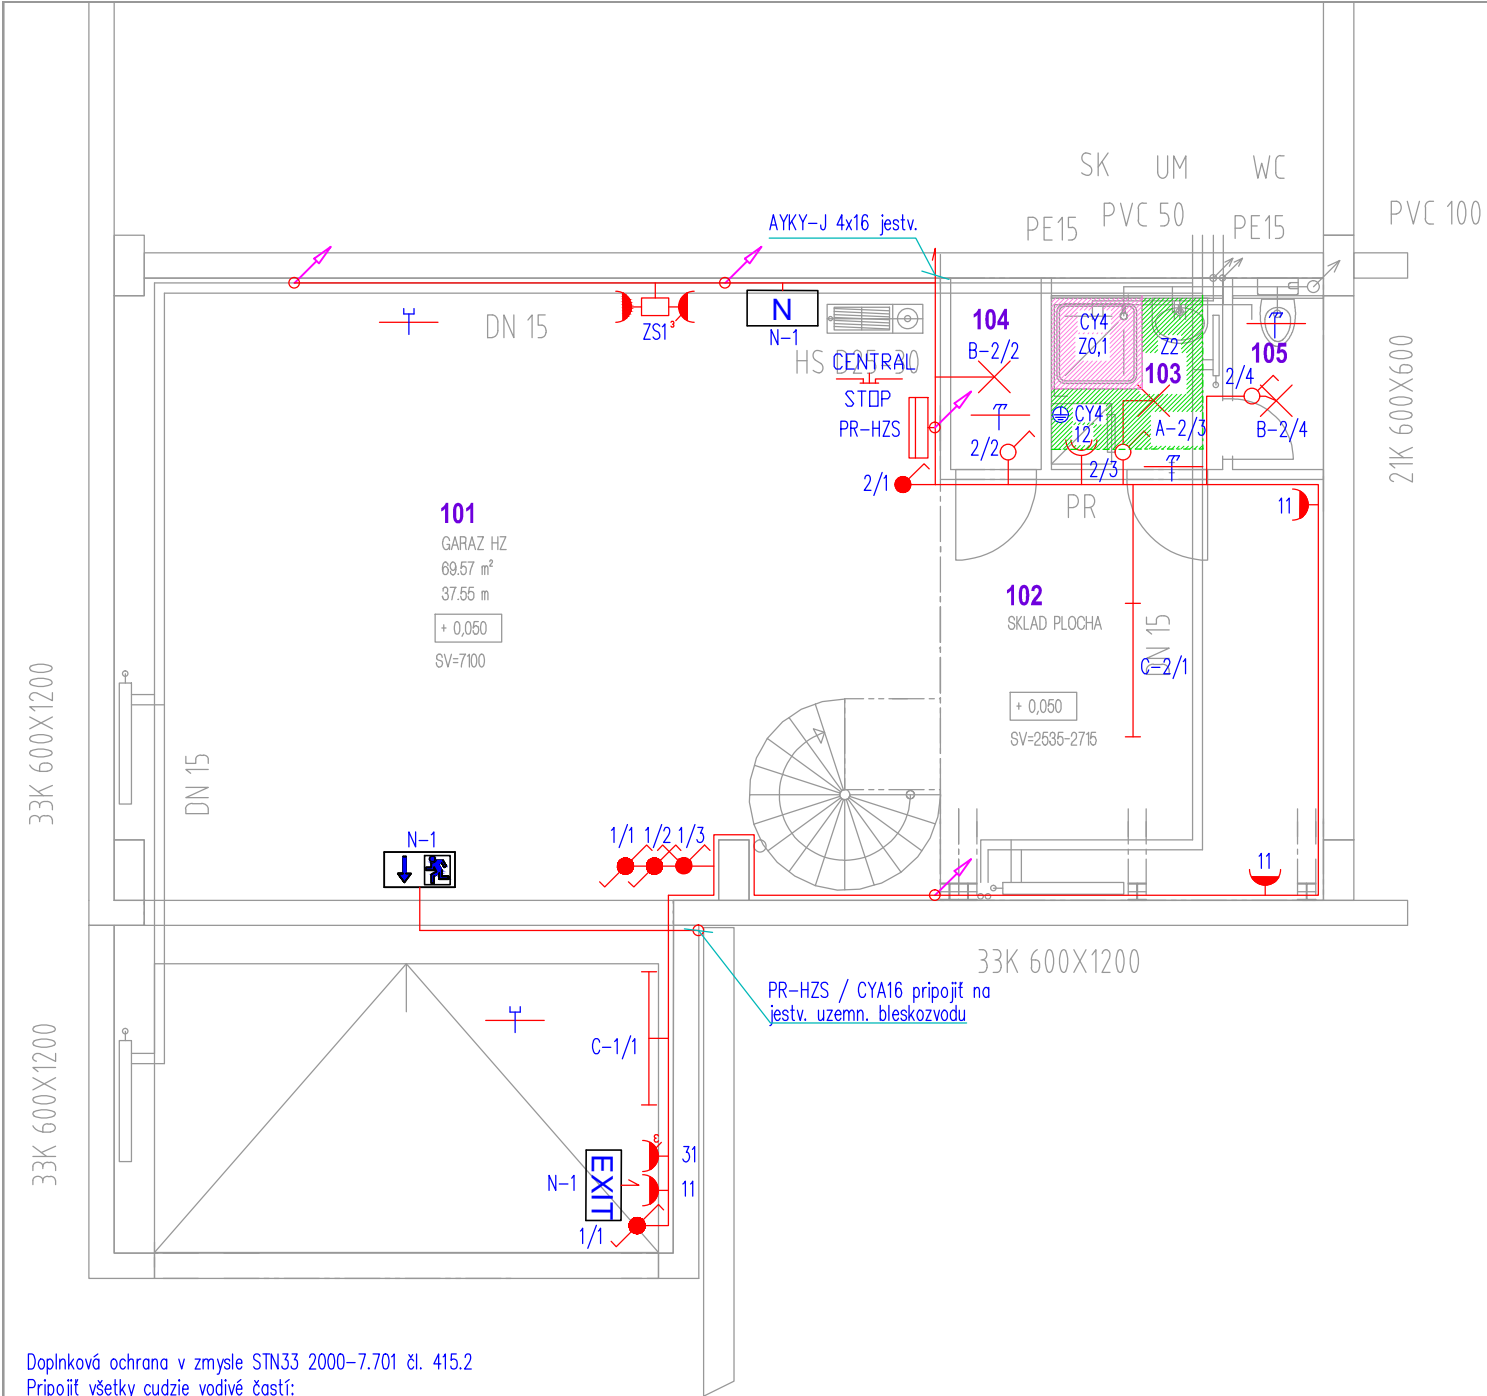 SK
UM
WC
PE15
PVC 50
PE15
PVC 100
AYKY-J 4x16 jestv.
DN 15
ZS1
3
N
N-1
HS D25-30
CENTRAL
STOP
PR-HZS
104
B-2/2
2/2
CY4
Z0,1
Z2
103
CY4
12
A-2/3
2/3
105
2/4
B-2/4
21K 600X600
2/1
PR
11
101
GARAZ HZ
69.57 m²
37.55 m
+ 0,050
SV=7100
102
SKLAD PLOCHA
DN 15
C-2/1
+ 0,050
SV=2535-2715
33K 600X1200
DN 15
N-1
1/1
1/2
1/3
11
33K 600X1200
PR-HZS / CYA16 pripojiť na
jestv. uzemn. bleskozvodu
33K 600X1200
C-1/1
3
31
11
N-1
EXIT
1/1
Doplnková ochrana v zmysle STN33 2000-7.701 čl. 415.2
Pripojiť všetky cudzie vodivé častí: